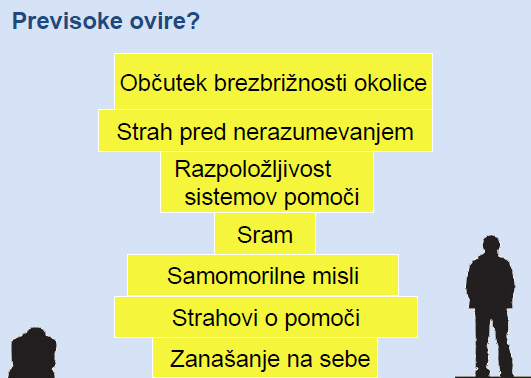 Previsoke ovire?
Občutek brezbrižnosti okolice
Strah pred nerazumevanjem
Razpoložljivost
sistemov pomoči
Sram
Samomorilne misli
Strahovi o pomoči
Zanašanje na sebe